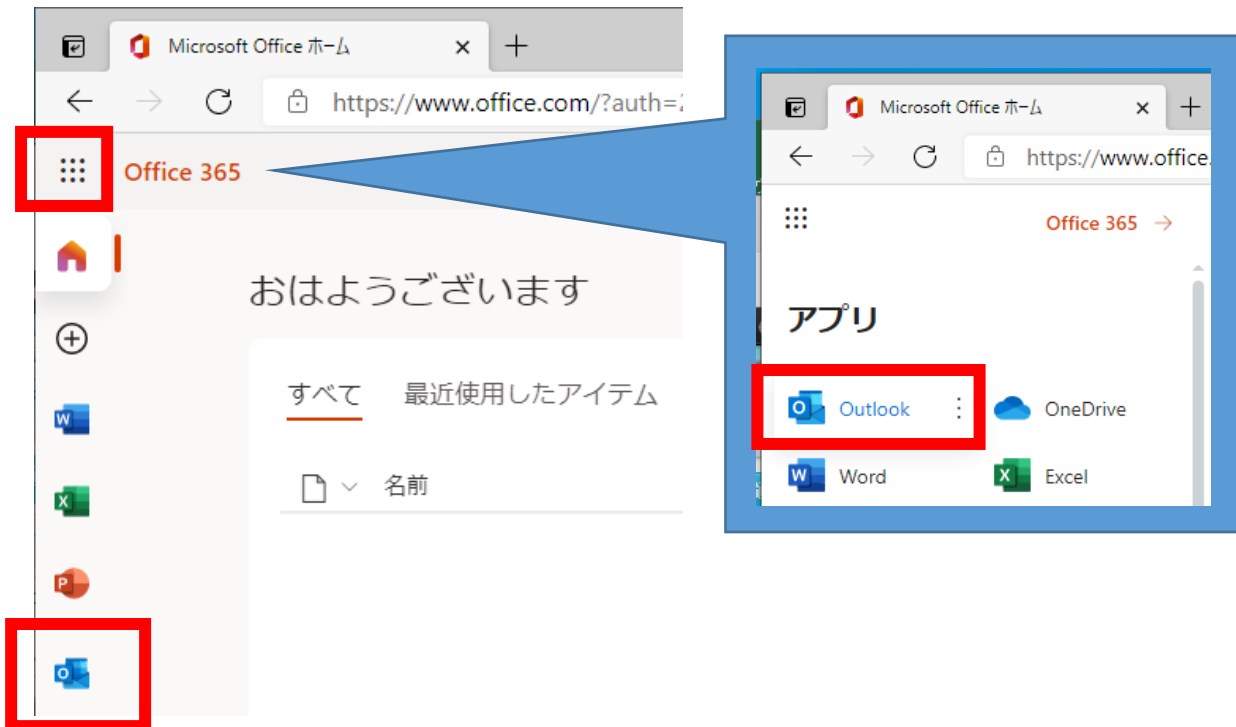 Microsoft Office ホーム
https://www.office.com/?auth=2
Office 365
おはようございます
すべて 最近使用したアイテム
名前
Microsoft Office ホーム
https://www.office.
Office 365 →
アプリ
Outlook OneDrive
Word Excel